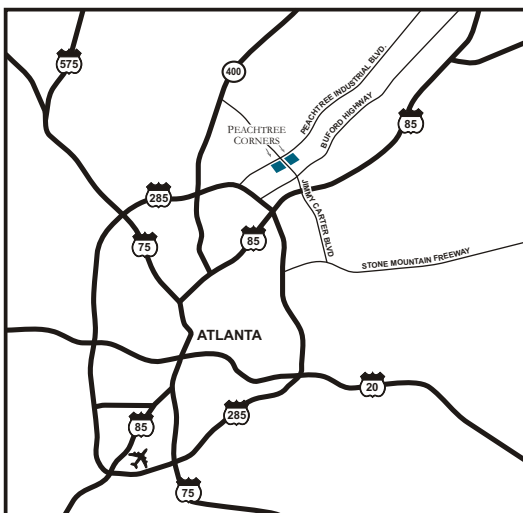 575
400
PEACHTREE INDUSTRIAL BLVD.
BUFORD HIGHWAY
85
PEACHTREE
CORNERS
285
JIMMY CARTER BLVD
75
85
STONE MOUNTAIN FREEWAY
ATLANTA
20
285
85
75